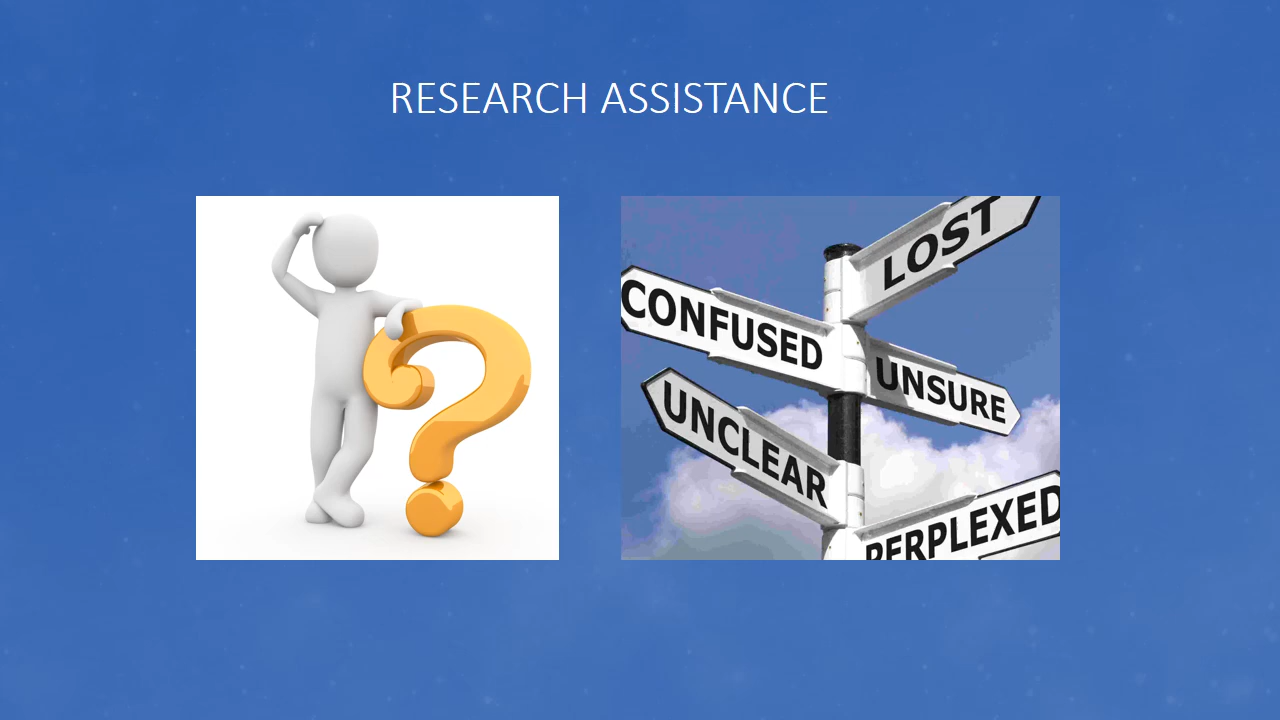 RESEARCH ASSISTANCE
LOST
CONFUSED
UNSURE
UNCLEAR
PERPLEXED